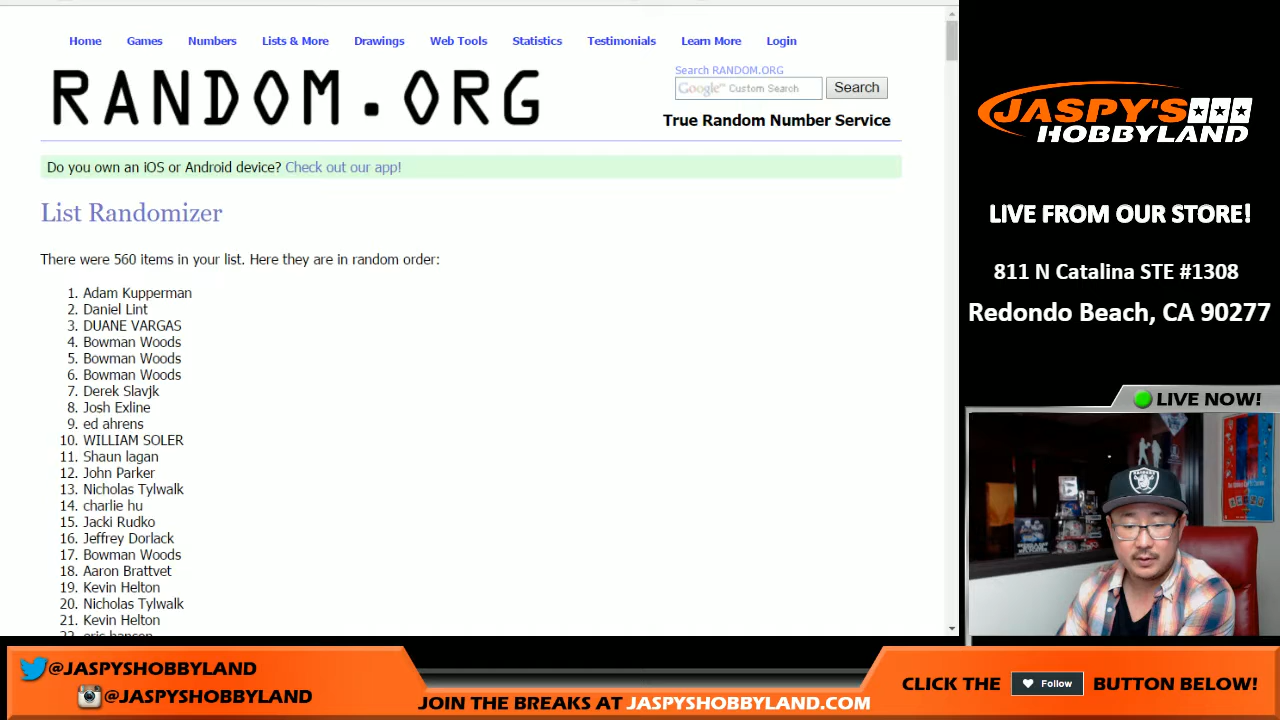 Home Games Numbers Lists & More Drawings Web Tools Statistics Testimonials Learn More Login
RANDOM.ORG
Search RANDOM.ORG
Google™ Custom Search
Search
True Random Number Service
Do you own an iOS or Android device? Check out our app!
List Randomizer
There were 560 items in your list. Here they are in random order:
1. Adam Kupperman
2. Daniel Lint
3. DUANE VARGAS
4. Bowman Woods
5. Bowman Woods
6. Bowman Woods
7. Derek Slavjk
8. Josh Exline
9. ed ahrens
10. WILLIAM SOLER
11. Shaun lagan
12. John Parker
13. Nicholas Tylwalk
14. charlie hu
15. Jacki Rudko
16. Jeffrey Dorlack
17. Bowman Woods
18. Aaron Brattvet
19. Kevin Helton
20. Nicholas Tylwalk
21. Kevin Helton
JASPY'S
HOBBYLAND
LIVE FROM OUR STORE!
811 N Catalina STE #1308
Redondo Beach, CA 90277
LIVE NOW!
@JASPYSHOBBYLAND
@JASPYSHOBBYLAND
JOIN THE BREAKS AT JASPYSHOBBYLAND.COM
CLICK THE Follow BUTTON BELOW!